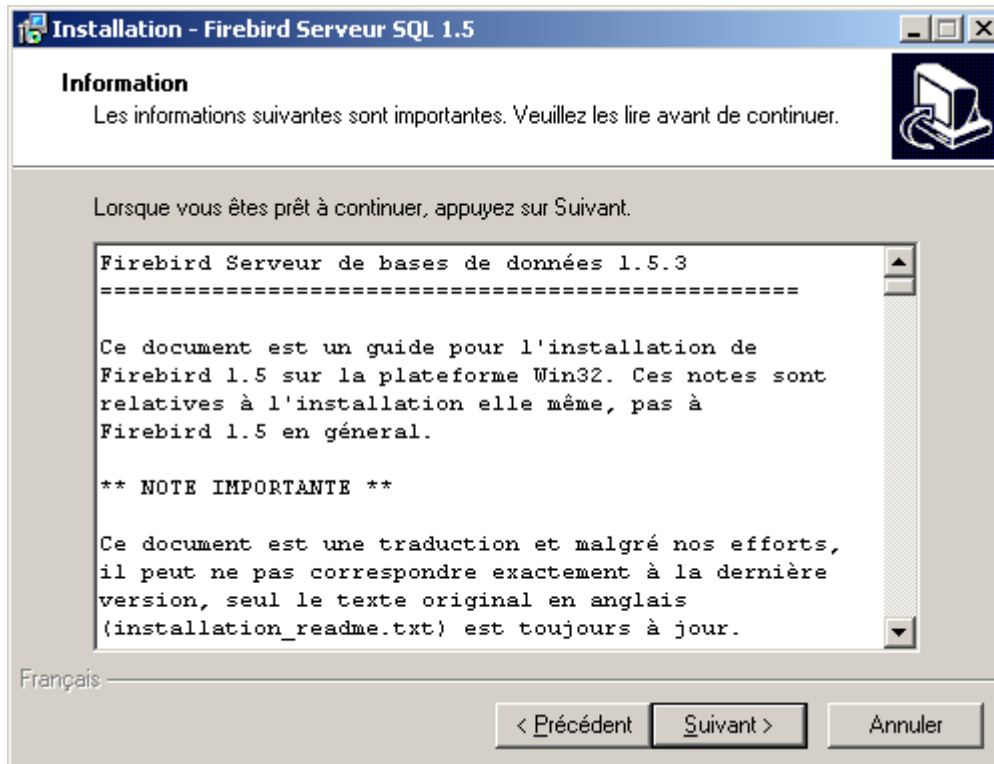 Installation - Firebird Serveur SQL 1.5
Information
Les informations suivantes sont importantes. Veuillez les lire avant de continuer.
Lorsque vous êtes prêt à continuer, appuyez sur Suivant.
Firebird Serveur de bases de données 1.5.3
==================================================
Ce document est un guide pour l'installation de
Firebird 1.5 sur la plateforme Win32. Ces notes sont
relatives à l'installation elle même, pas à
Firebird 1.5 en géneral.
** NOTE IMPORTANTE **
Ce document est une traduction et malgré nos efforts,
il peut ne pas correspondre exactement à la dernière
version, seul le texte original en anglais
(installation_readme.txt) est toujours à jour.
Français
< Précédent
Suivant >
Annuler